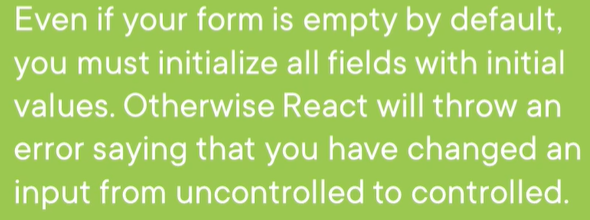 Even if your form is empty by default,
you must initialize all fields with initial
values. Otherwise React will throw an
error saying that you have changed an
input from uncontrolled to controlled.